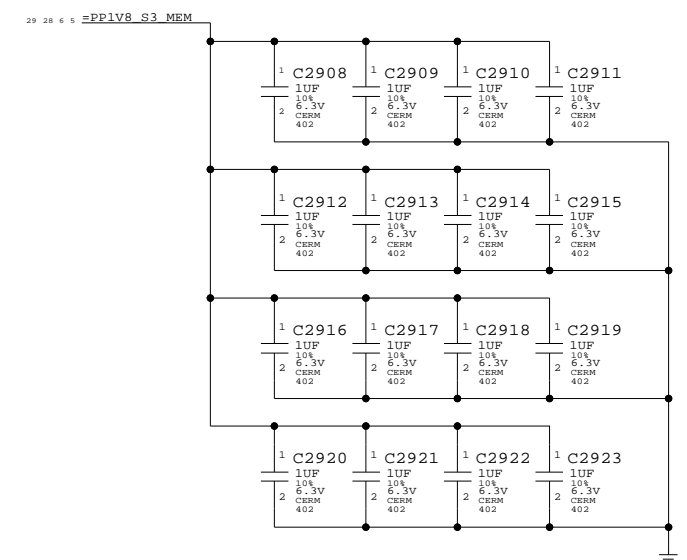 29 28 6 5 =PP1V8_S3_MEM
1 C2908 1 C2909 1 C2910 1 C2911
1UF 1UF 1UF 1UF
10% 10% 10% 10%
2 6.3V 2 6.3V 2 6.3V 2 6.3V
CERM CERM CERM CERM
402 402 402 402
1 C2912 1 C2913 1 C2914 1 C2915
1UF 1UF 1UF 1UF
10% 10% 10% 10%
2 6.3V 2 6.3V 2 6.3V 2 6.3V
CERM CERM CERM CERM
402 402 402 402
1 C2916 1 C2917 1 C2918 1 C2919
1UF 1UF 1UF 1UF
10% 10% 10% 10%
2 6.3V 2 6.3V 2 6.3V 2 6.3V
CERM CERM CERM CERM
402 402 402 402
1 C2920 1 C2921 1 C2922 1 C2923
1UF 1UF 1UF 1UF
10% 10% 10% 10%
2 6.3V 2 6.3V 2 6.3V 2 6.3V
CERM CERM CERM CERM
402 402 402 402